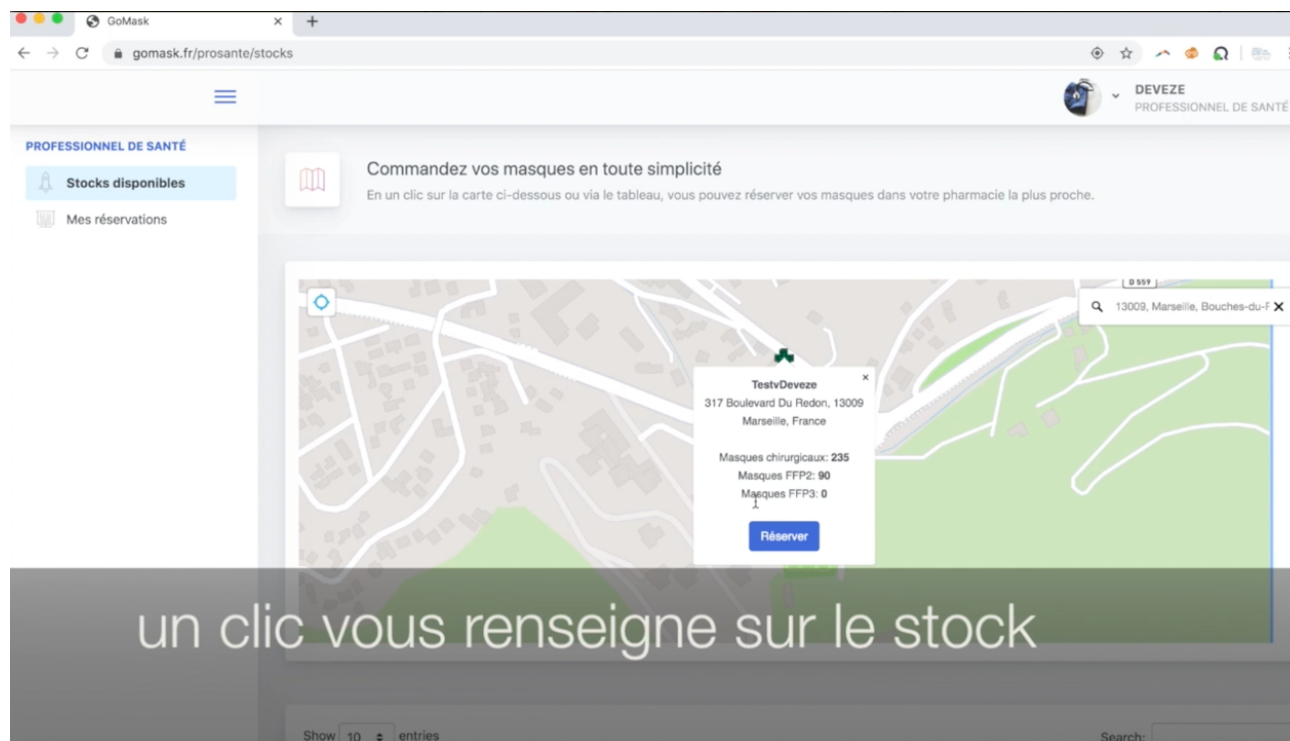 GoMask
gomask.fr/prosante/stocks
DEVEZE
PROFESSIONNEL DE SANTÉ
PROFESSIONNEL DE SANTÉ
Stocks disponibles
Mes réservations
Commandez vos masques en toute simplicité
En un clic sur la carte ci-dessous ou via le tableau, vous pouvez réserver vos masques dans votre pharmacie la plus proche.
D 559
13009, Marseille, Bouches-du-
TestvDeveze
317 Boulevard Du Redon, 13009
Marseille, France
Masques chirurgicaux: 235
Masques FFP2: 90
Masques FFP3: 0
Réserver
un clic vous renseigne sur le stock
Show 10 entries
Search: